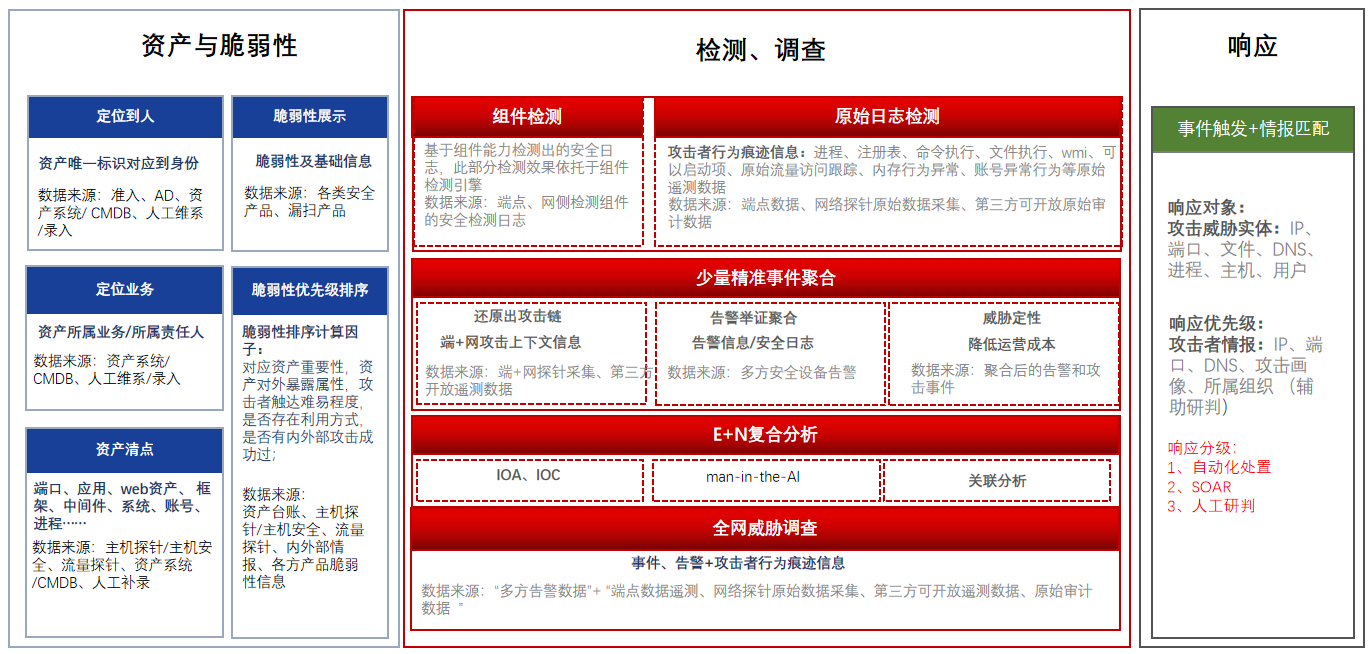 资产与脆弱性
定位到人
资产唯一标识对应到身份
数据来源：准入、AD、资
产系统/ CMDB、人工维系
/录入
脆弱性展示
脆弱性及基础信息
数据来源：各类安全
产品、漏扫产品
定位业务
资产所属业务/所属责任人
数据来源：资产系统/
CMDB、人工维系/录入
脆弱性优先级排序
脆弱性排序计算因
子：
对应资产重要性，资
产对外暴露属性，攻
击者触达难易程度，
是否存在利用方式，
是否有内外部攻击成
功过；
数据来源：
资产台账、主机探
针/主机安全、流量
探针、内外部情
报、各方产品脆弱
性信息
资产清点
端口、应用、web资产、 框
架、中间件、系统、账号、
进程……
数据来源：主机探针/主机安
全、流量探针、资产系统
/CMDB、人工补录
检测、调查
组件检测
基于组件能力检测出的安全日
志，此部分检测效果依托于组件
检测引擎
数据来源：端点、网侧检测组件
的安全检测日志
原始日志检测
攻击者行为痕迹信息：进程、注册表、命令执行、文件执行、wmi、可
以启动项、原始流量访问跟踪、内存行为异常、账号异常行为等原始
遥测数据
数据来源：端点数据、网络探针原始数据采集、第三方可开放原始审
计数据
少量精准事件聚合
还原出攻击链
端+网攻击上下文信息
数据来源：端+网探针采集、第三方
开放遥测数据
告警举证聚合
告警信息/安全日志
数据来源：多方安全设备告警
威胁定性
降低运营成本
数据来源：聚合后的告警和攻
击事件
E+N复合分析
IOA、IOC
man-in-the-AI
关联分析
全网威胁调查
事件、告警+攻击者行为痕迹信息
数据来源：“多方告警数据”+ “端点数据遥测、网络探针原始数据采集、第三方可开放遥测数据、原始审计
数据 ”
响应
事件触发+情报匹配
响应对象：
攻击威胁实体：IP、
端口、文件、DNS、
进程、主机、用户
响应优先级：
攻击者情报：IP、端
口、DNS、攻击画
像、所属组织 （辅
助研判）
响应分级：
1、自动化处置
2、SOAR
3、人工研判